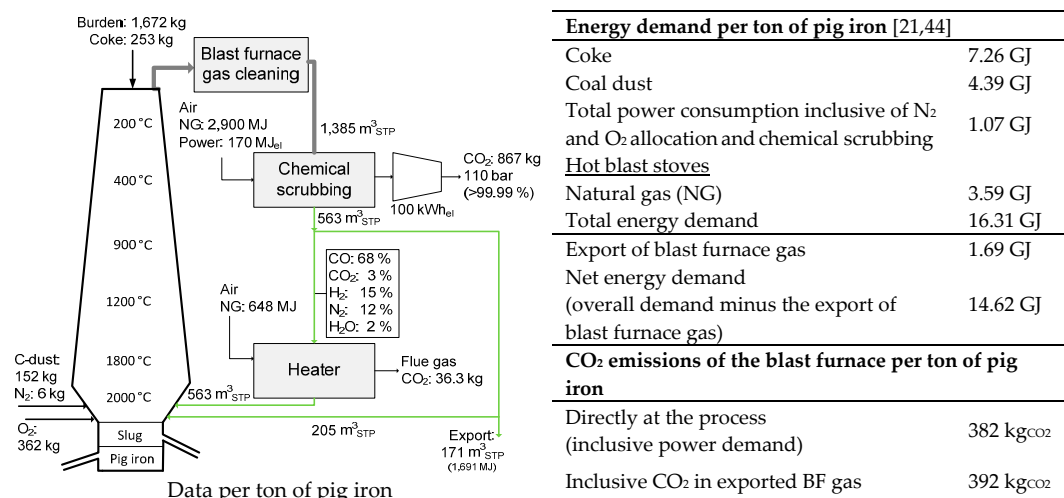 Burden: 1,672 kg
Coke: 253 kg
Blast furnace
gas cleaning
Air
NG: 2,900 MJ
Power: 170 MJel
1,385 m³STP
Chemical
scrubbing
CO₂: 867 kg
110 bar
(>99.99 %)
100 kWhel
563 m³STP
200 °C
400 °C
900 °C
1200 °C
1800 °C
2000 °C
CO: 68 %
CO₂: 3 %
H₂: 15 %
N₂: 12 %
H₂O: 2 %
Air
NG: 648 MJ
Heater
Flue gas
CO₂: 36.3 kg
C-dust:
152 kg
N₂: 6 kg
O₂:
362 kg
563 m³STP
205 m³STP
Slug
Pig iron
Export:
171 m³STP
(1,691 MJ)
Data per ton of pig iron
Energy demand per ton of pig iron [21,44]
Coke 7.26 GJ
Coal dust 4.39 GJ
Total power consumption inclusive of N₂
and O₂ allocation and chemical scrubbing 1.07 GJ
Hot blast stoves
Natural gas (NG) 3.59 GJ
Total energy demand 16.31 GJ
Export of blast furnace gas 1.69 GJ
Net energy demand
(overall demand minus the export of
blast furnace gas) 14.62 GJ
CO₂ emissions of the blast furnace per ton of pig
iron
Directly at the process
(inclusive power demand) 382 kgCO2
Inclusive CO₂ in exported BF gas 392 kgCO2